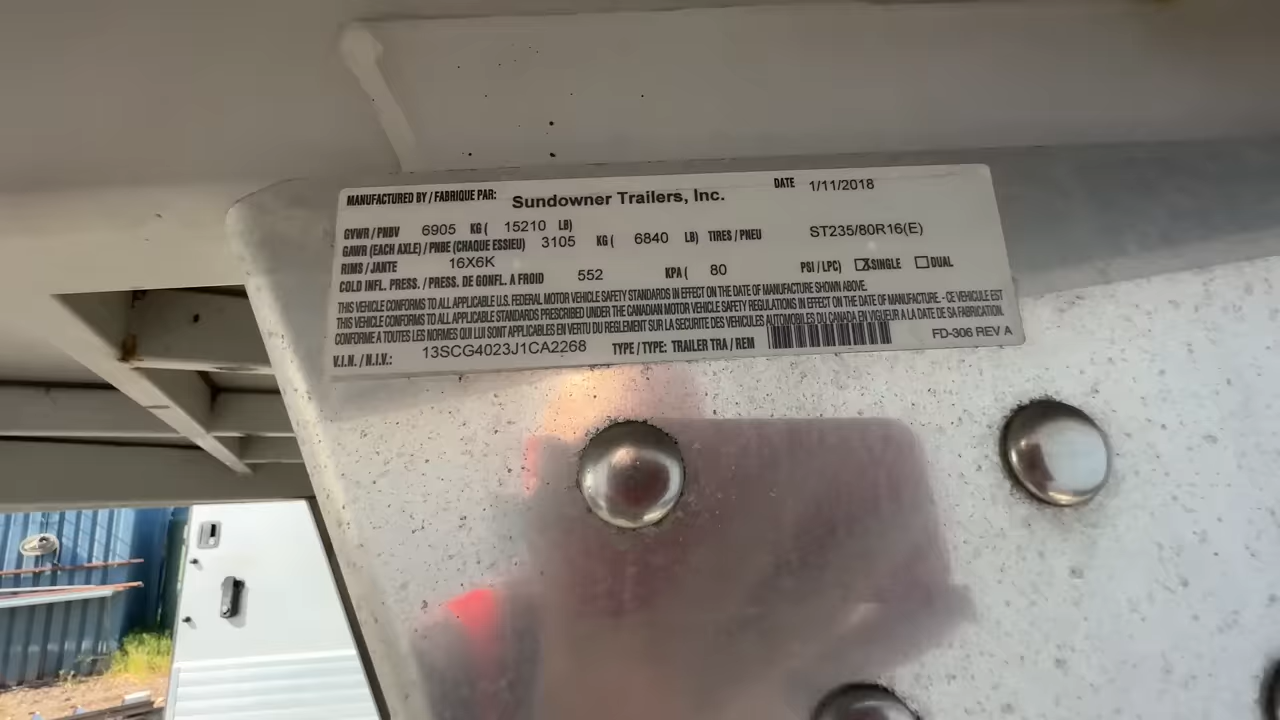 MANUFACTURED BY / FABRIQUE PAR: Sundowner Trailers, Inc. DATE 1/11/2018
GVWR / PNBV 6905 KG ( 15210 LB)
GAWR (EACH AXLE) / PNBE (CHAQUE ESSIEU) 3105 KG ( 6840 LB) TIRES / PNEU ST235/80R16(E)
RIMS / JANTE 16X6K
COLD INFL. PRESS. / PRESS. DE GONFL. A FROID 552 KPA ( 80 PSI / LPC) SINGLE DUAL
THIS VEHICLE CONFORMS TO ALL APPLICABLE U.S. FEDERAL MOTOR VEHICLE SAFETY STANDARDS IN EFFECT ON THE DATE OF MANUFACTURE SHOWN ABOVE.
THIS VEHICLE CONFORMS TO ALL APPLICABLE STANDARDS PRESCRIBED UNDER THE CANADIAN MOTOR VEHICLE SAFETY REGULATIONS IN EFFECT ON THE DATE OF MANUFACTURE. - CE VEHICULE EST
CONFORME A TOUTES LES NORMES QUI LUI SONT APPLICABLES EN VERTU DU REGLEMENT SUR LA SECURITE DES VEHICLES AUTOMOBILES DU CANADA EN VIGUEUR A LA DATE DE SA FABRICATION.
V.I.N. / N.I.V.: 13SCG4023J1CA2268 TYPE / TYPE: TRAILER TRA / REM FD-306 REV A